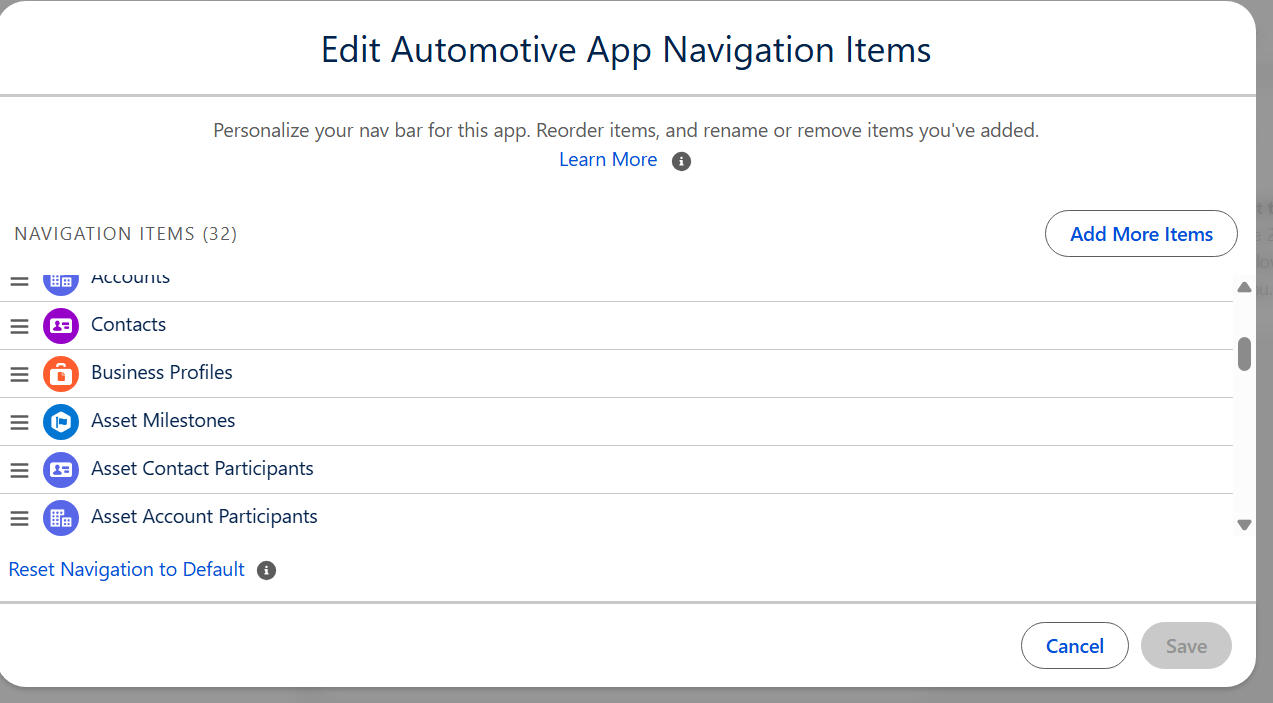 Edit Automotive App Navigation Items
Personalize your nav bar for this app. Reorder items, and rename or remove items you've added.
Learn More
NAVIGATION ITEMS (32)
Add More Items
Accounts
Contacts
Business Profiles
Asset Milestones
Asset Contact Participants
Asset Account Participants
Reset Navigation to Default
Cancel
Save